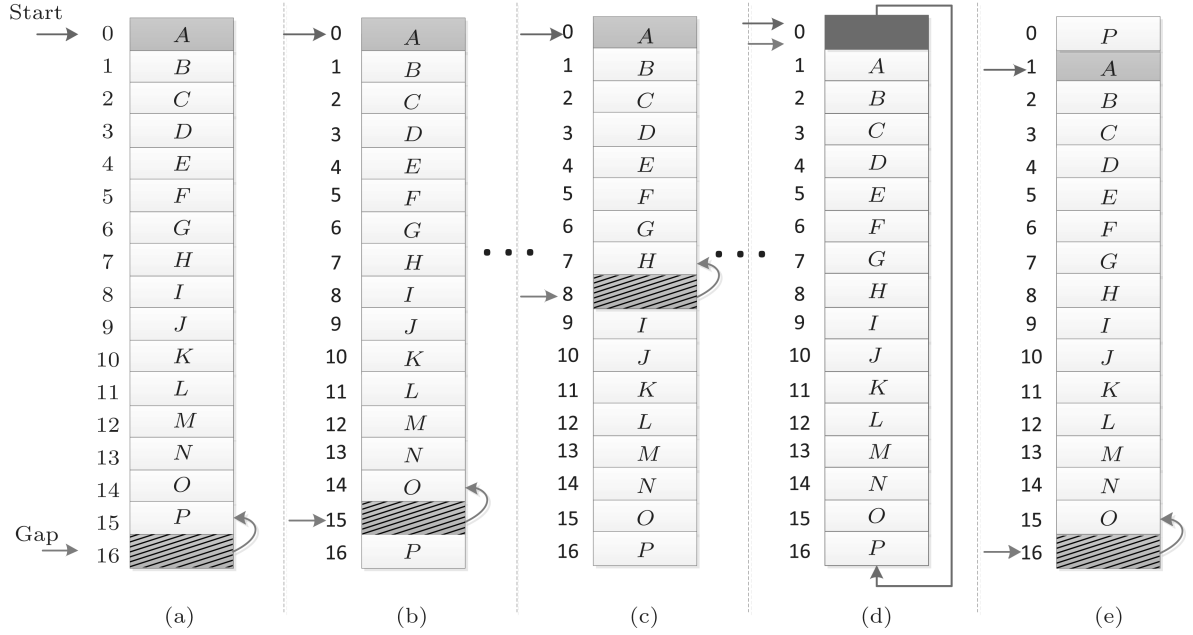 Start
0 A 0 A 0 A 0 0 P
1 B 1 B 1 B 1 A 1 A
2 C 2 C 2 C 2 B 2 B
3 D 3 D 3 D 3 C 3 C
4 E 4 E 4 E 4 D 4 D
5 F 5 F 5 F 5 E 5 E
6 G 6 G 6 G 6 F 6 F
7 H 7 H 7 H 7 G 7 G
8 I 8 I 8 8 H 8 H
9 J 9 J 9 I 9 I 9 I
10 K 10 K 10 J 10 J 10 J
11 L 11 L 11 K 11 K 11 K
12 M 12 M 12 L 12 L 12 L
13 N 13 N 13 M 13 M 13 M
14 O 14 O 14 N 14 N 14 N
15 P 15 15 O 15 O 15 O
Gap
16 16 P 16 P 16 P 16
(a) (b) (c) (d) (e)